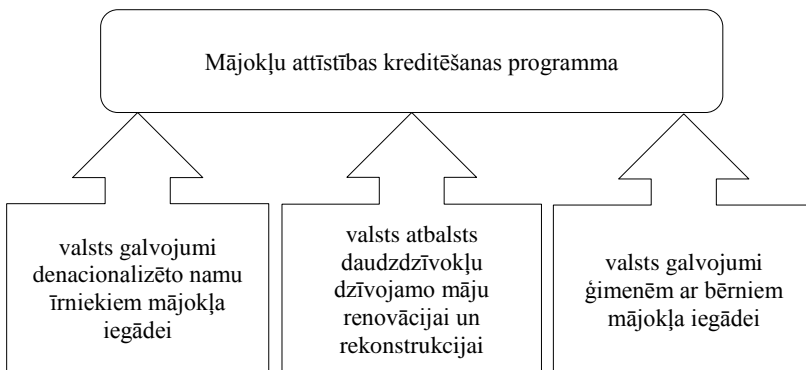 Mājokļu attīstības kreditēšanas programma
valsts galvojumi
denacionalizēto namu
īrniekiem mājokļa
iegādei
valsts atbalsts
daudzdzīvokļu
dzīvojamo māju
renovācijai un
rekonstrukcijai
valsts galvojumi
ģimenēm ar bērniem
mājokļa iegādei